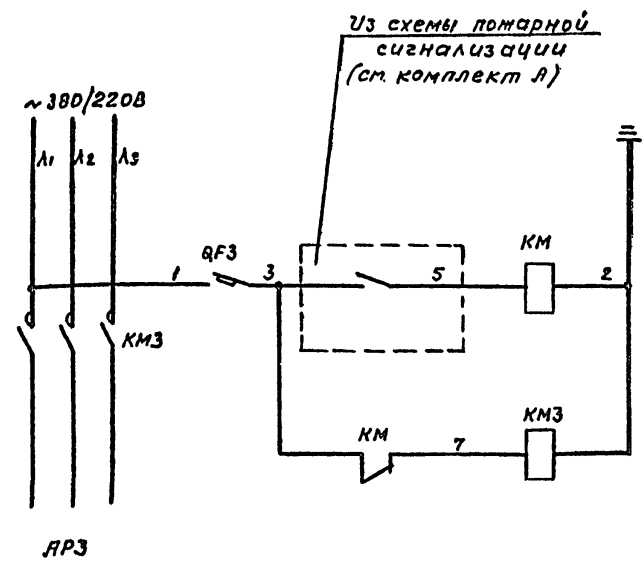 Из схемы пожарной
сигнализации
(см. комплект А)
~380/220В
Л1 Л2 Л3
1 QF3 3 5 КМ 2
КМ3
КМ 7 КМ3
ЯРЗ